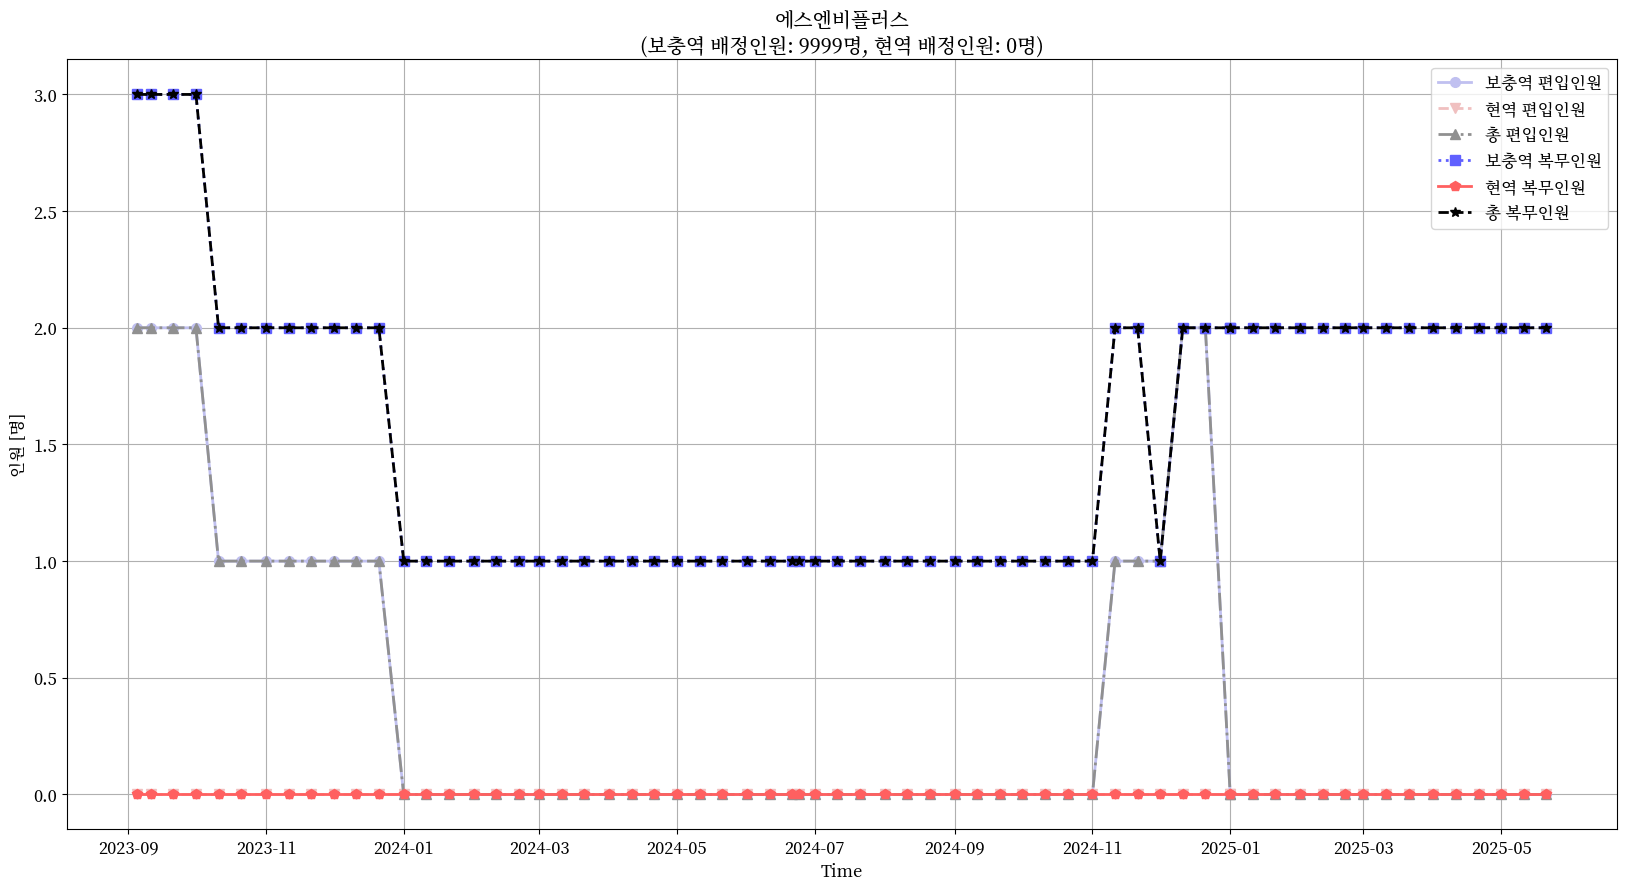 에스엔비플러스
(보충역 배정인원: 9999명, 현역 배정인원: 0명)
보충역 편입인원
현역 편입인원
총 편입인원
보충역 복무인원
현역 복무인원
총 복무인원
인원 [명]
3.0
2.5
2.0
1.5
1.0
0.5
0.0
2023-09
2023-11
2024-01
2024-03
2024-05
2024-07
2024-09
2024-11
2025-01
2025-03
2025-05
Time